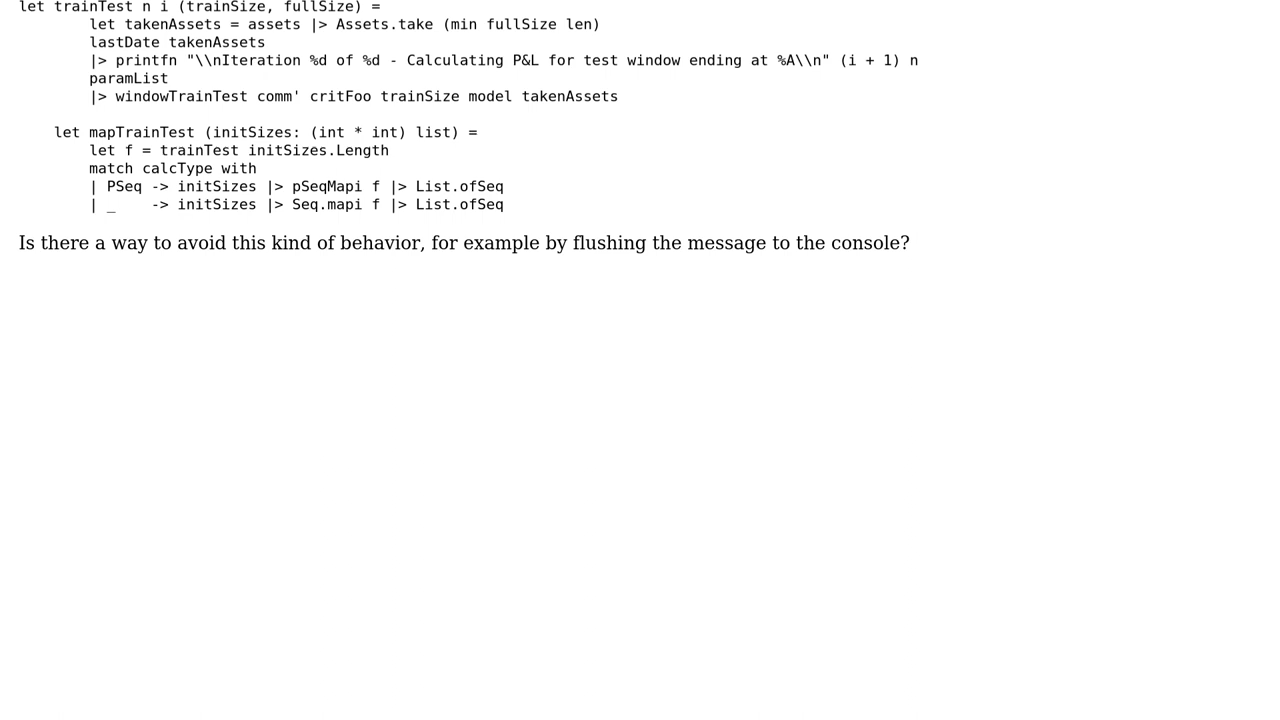 let trainTest n i (trainSize, fullSize) =
        let takenAssets = assets |> Assets.take (min fullSize len)
        lastDate takenAssets
        |> printfn "\\nIteration %d of %d - Calculating P&L for test window ending at %A\\n" (i + 1) n
        paramList
        |> windowTrainTest comm' critFoo trainSize model takenAssets

    let mapTrainTest (initSizes: (int * int) list) =
        let f = trainTest initSizes.Length
        match calcType with
        | PSeq -> initSizes |> pSeqMapi f |> List.ofSeq
        | _    -> initSizes |> Seq.mapi f |> List.ofSeq

Is there a way to avoid this kind of behavior, for example by flushing the message to the console?